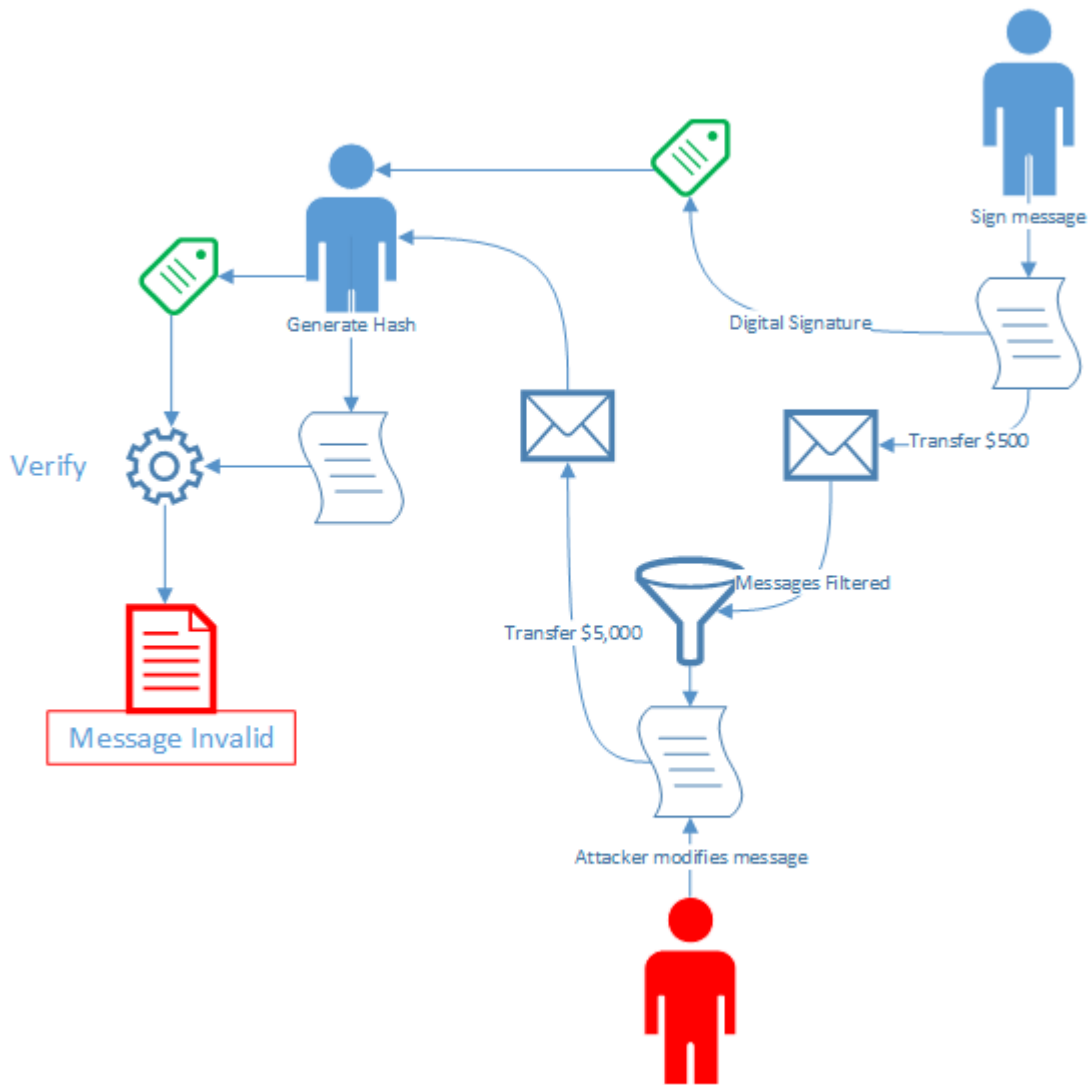 Sign message
Generate Hash
Digital Signature
Transfer $500
Verify
Messages Filtered
Transfer $5,000
Message Invalid
Attacker modifies message